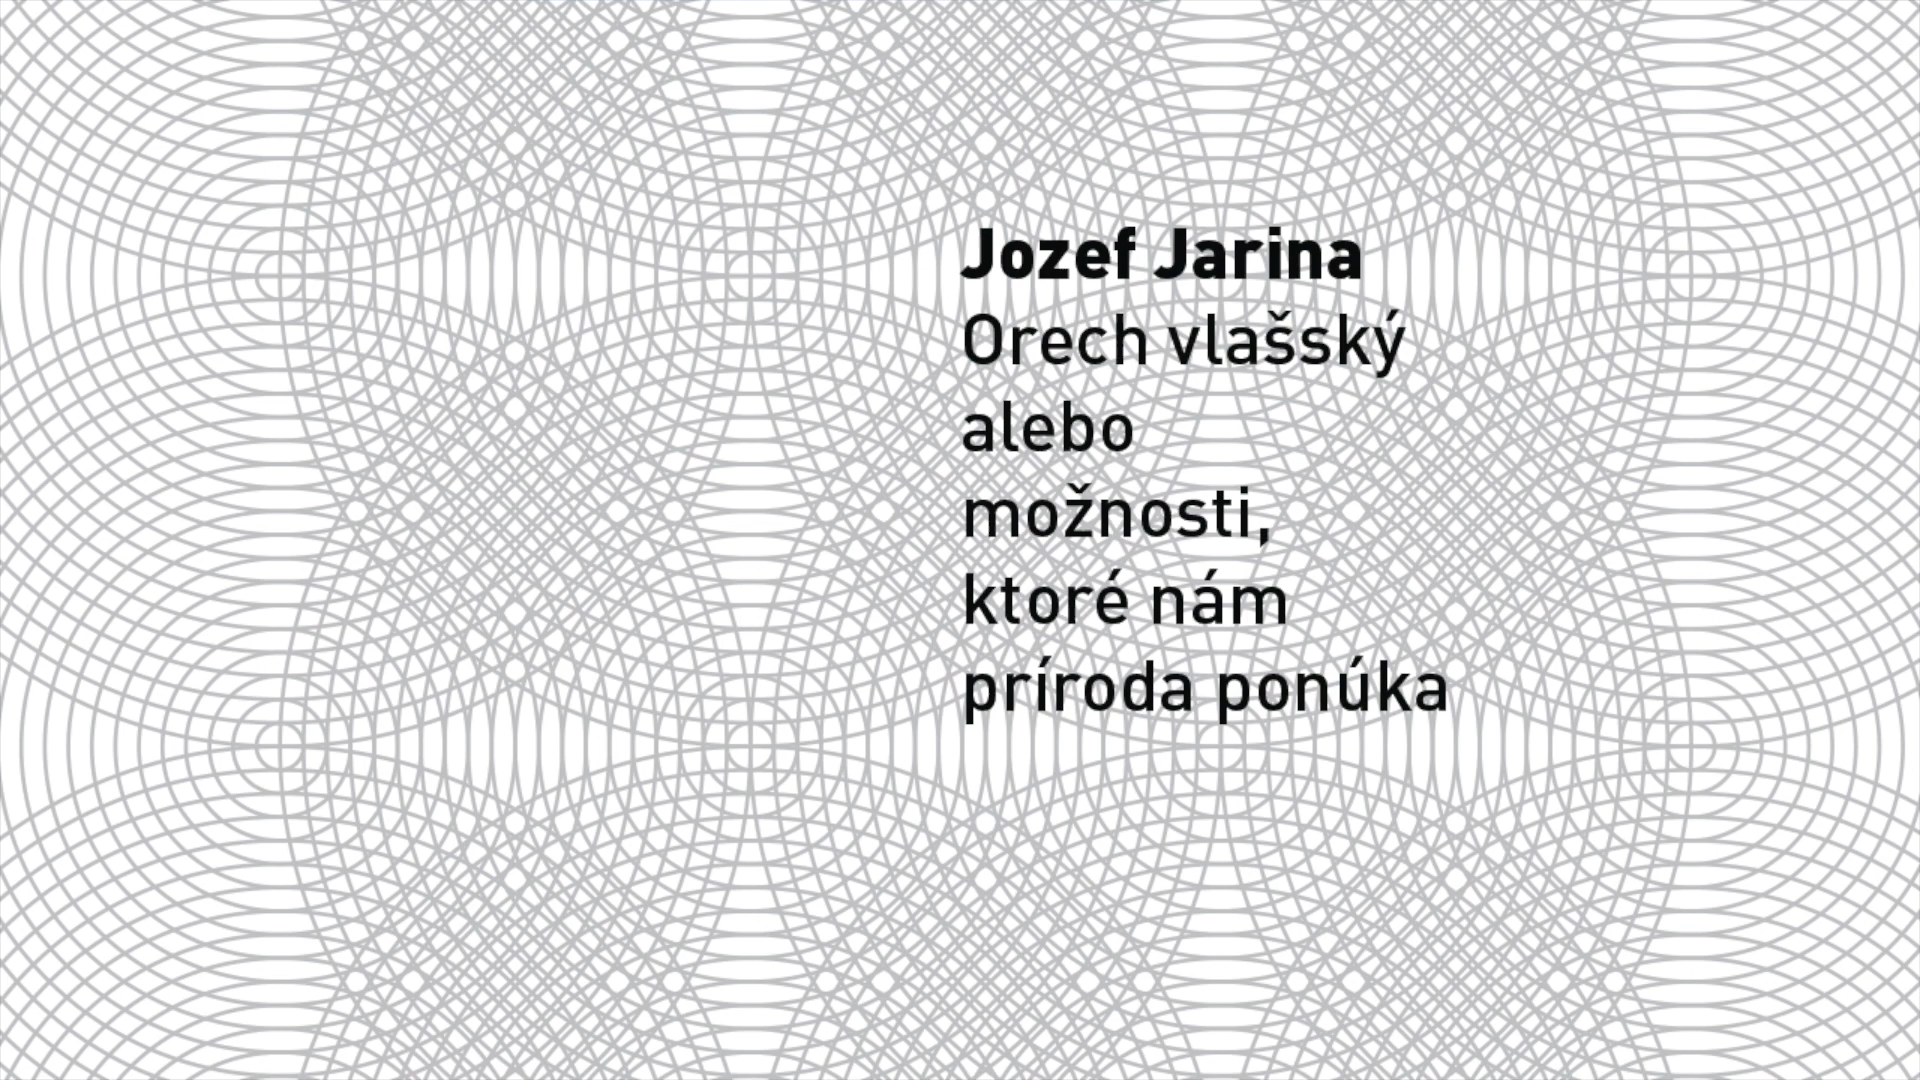 Jozef Jarina
Orech vlašský
alebo
možnosti,
ktoré nám
príroda ponúka